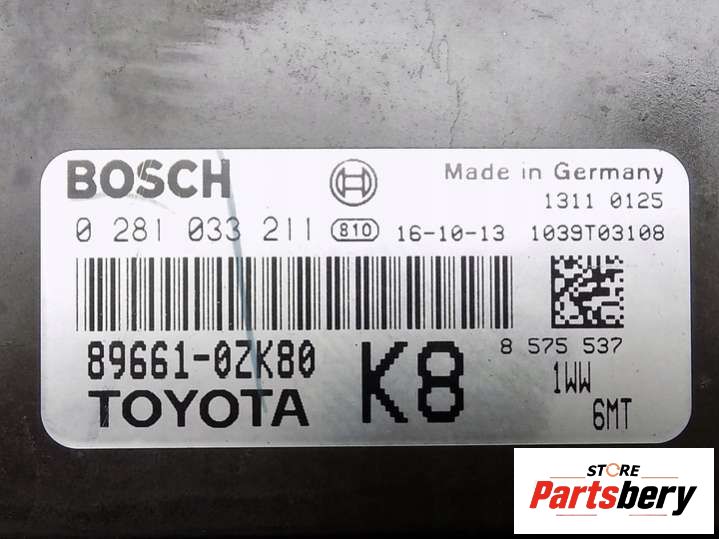 BOSCH
Made in Germany
1311 0125
0 281 033 211 810 16-10-13 1039T03108
89661-0ZK80
K8
8 575 537
TOYOTA
1WW
6MT
STORE
Partsbery